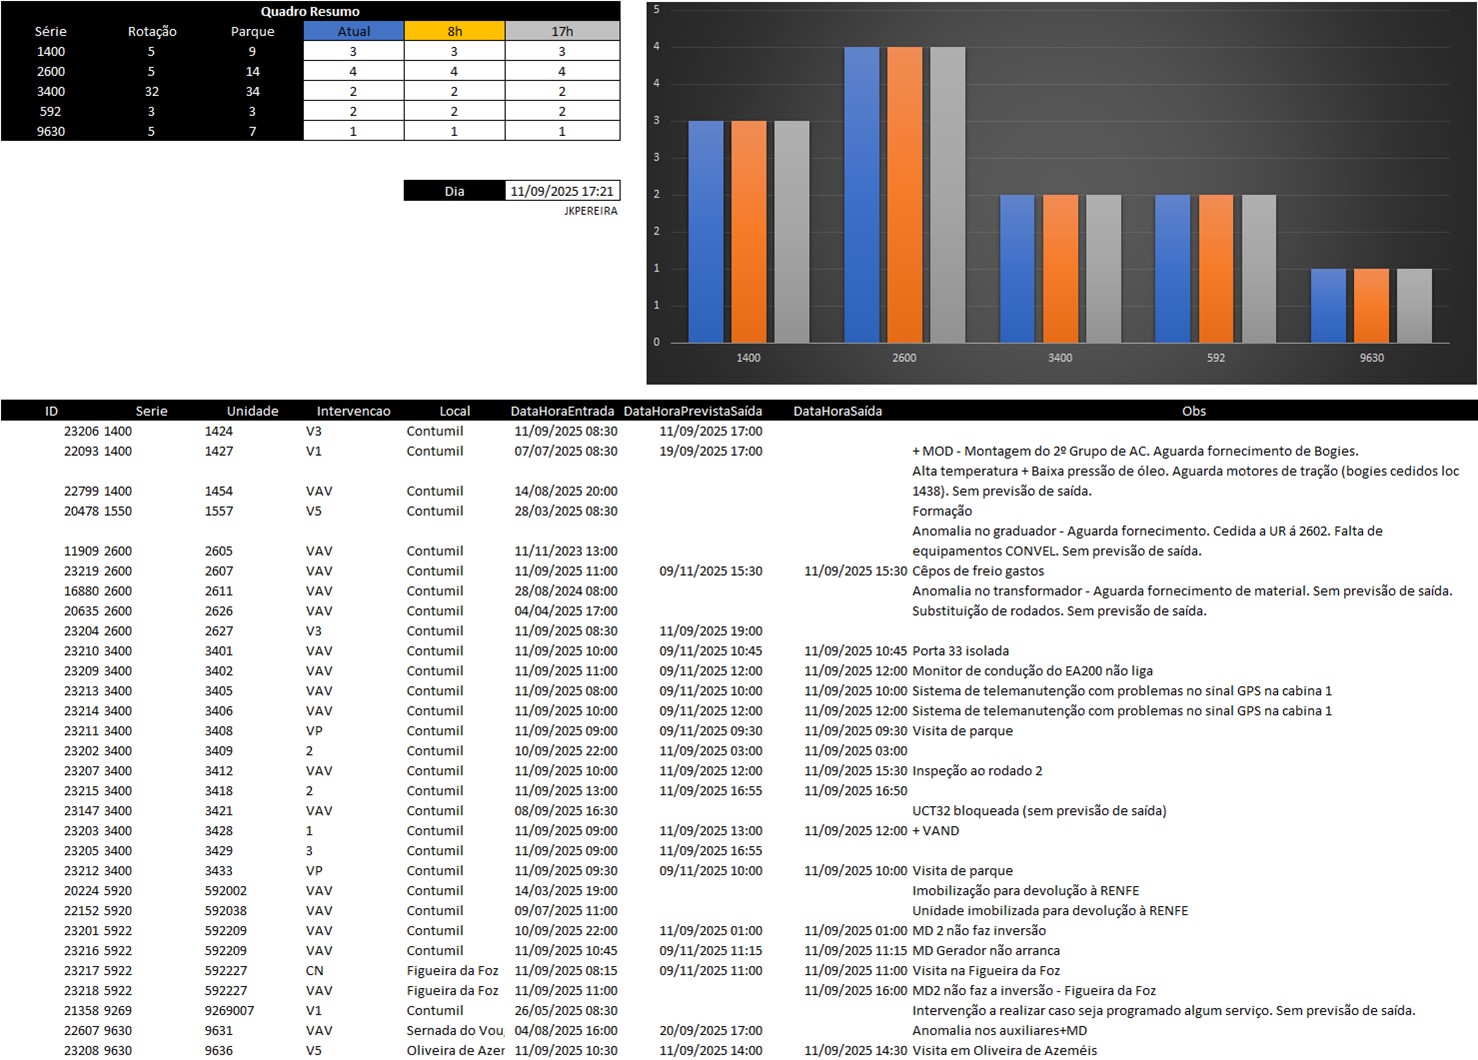 Quadro Resumo
Série Rotação Parque Atual 8h 17h
1400 5 9 3 3 3
2600 5 14 4 4 4
3400 32 34 2 2 2
592 3 3 2 2 2
9630 5 7 1 1 1
Dia 11/09/2025 17:21
JKPEREIRA
5
4
4
3
3
2
2
1
1
0
1400 2600 3400 592 9630
ID Serie Unidade Intervencao Local DataHoraEntrada DataHoraPrevistaSaída DataHoraSaída Obs
23206 1400 1424 V3 Contumil 11/09/2025 08:30 11/09/2025 17:00
22093 1400 1427 V1 Contumil 07/07/2025 08:30 19/09/2025 17:00 + MOD - Montagem do 2º Grupo de AC. Aguarda fornecimento de Bogies.
Alta temperatura + Baixa pressão de óleo. Aguarda motores de tração (bogies cedidos loc
22799 1400 1454 VAV Contumil 14/08/2025 20:00 1438). Sem previsão de saída.
20478 1550 1557 V5 Contumil 28/03/2025 08:30 Formação
Anomalia no graduador - Aguarda fornecimento. Cedida a UR á 2602. Falta de
11909 2600 2605 VAV Contumil 11/11/2023 13:00 equipamentos CONVEL. Sem previsão de saída.
23219 2600 2607 VAV Contumil 11/09/2025 11:00 09/11/2025 15:30 11/09/2025 15:30 Cêpos de freio gastos
16880 2600 2611 VAV Contumil 28/08/2024 08:00 Anomalia no transformador - Aguarda fornecimento de material. Sem previsão de saída.
20635 2600 2626 VAV Contumil 04/04/2025 17:00 Substituição de rodados. Sem previsão de saída.
23204 2600 2627 V3 Contumil 11/09/2025 08:30 11/09/2025 19:00
23210 3400 3401 VAV Contumil 11/09/2025 10:00 09/11/2025 10:45 11/09/2025 10:45 Porta 33 isolada
23209 3400 3402 VAV Contumil 11/09/2025 11:00 09/11/2025 12:00 11/09/2025 12:00 Monitor de condução do EA200 não liga
23213 3400 3405 VAV Contumil 11/09/2025 08:00 09/11/2025 10:00 11/09/2025 10:00 Sistema de telemanutenção com problemas no sinal GPS na cabina 1
23214 3400 3406 VAV Contumil 11/09/2025 10:00 09/11/2025 12:00 11/09/2025 12:00 Sistema de telemanutenção com problemas no sinal GPS na cabina 1
23211 3400 3408 VP Contumil 11/09/2025 09:00 09/11/2025 09:30 11/09/2025 09:30 Visita de parque
23202 3400 3409 2 Contumil 10/09/2025 22:00 11/09/2025 03:00 11/09/2025 03:00
23207 3400 3412 VAV Contumil 11/09/2025 10:00 11/09/2025 12:00 11/09/2025 15:30 Inspeção ao rodado 2
23215 3400 3418 2 Contumil 11/09/2025 13:00 11/09/2025 16:55 11/09/2025 16:50
23147 3400 3421 VAV Contumil 08/09/2025 16:30 UCT32 bloqueada (sem previsão de saída)
23203 3400 3428 1 Contumil 11/09/2025 09:00 11/09/2025 13:00 11/09/2025 12:00 + VAND
23205 3400 3429 3 Contumil 11/09/2025 09:00 11/09/2025 16:55
23212 3400 3433 VP Contumil 11/09/2025 09:30 09/11/2025 10:00 11/09/2025 10:00 Visita de parque
20224 5920 592002 VAV Contumil 14/03/2025 19:00 Imobilização para devolução à RENFE
22152 5920 592038 VAV Contumil 09/07/2025 11:00 Unidade imobilizada para devolução à RENFE
23201 5922 592209 VAV Contumil 10/09/2025 22:00 11/09/2025 01:00 11/09/2025 01:00 MD 2 não faz inversão
23216 5922 592209 VAV Contumil 11/09/2025 10:45 09/11/2025 11:15 11/09/2025 11:15 MD Gerador não arranca
23217 5922 592227 CN Figueira da Foz 11/09/2025 08:15 09/11/2025 11:00 11/09/2025 11:00 Visita na Figueira da Foz
23218 5922 592227 VAV Figueira da Foz 11/09/2025 11:00 11/09/2025 16:00 MD2 não faz a inversão - Figueira da Foz
21358 9269 9269007 V1 Contumil 26/05/2025 08:30 Intervenção a realizar caso seja programado algum serviço. Sem previsão de saída.
22607 9630 9631 VAV Sernada do Vou 04/08/2025 16:00 20/09/2025 17:00 Anomalia nos auxiliares+MD
23208 9630 9636 V5 Oliveira de Azer 11/09/2025 10:30 11/09/2025 14:00 11/09/2025 14:30 Visita em Oliveira de Azeméis